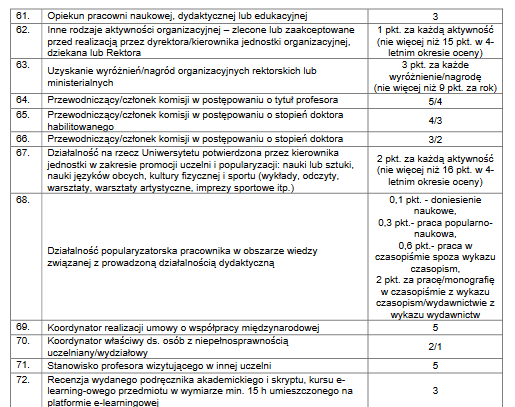 61. Opiekun pracowni naukowej, dydaktycznej lub edukacyjnej 3
62. Inne rodzaje aktywności organizacyjnej – zlecone lub zaakceptowane 1 pkt. za każdą aktywność
przed realizacją przez dyrektora/kierownika jednostki organizacyjnej, (nie więcej niż 15 pkt. w 4-
dziekana lub Rektora letnim okresie oceny)
63. Uzyskanie wyróżnień/nagród organizacyjnych rektorskich lub 3 pkt. za każde
ministerialnych wyróżnienie/nagrodę
(nie więcej niż 9 pkt. za rok)
64. Przewodniczący/członek komisji w postępowaniu o tytuł profesora 5/4
65. Przewodniczący/członek komisji w postępowaniu o stopień doktora 4/3
habilitowanego
66. Przewodniczący/członek komisji w postępowaniu o stopień doktora 3/2
67. Działalność na rzecz Uniwersytetu potwierdzona przez kierownika
jednostki w zakresie promocji uczelni i popularyzacji: nauki lub sztuki, 2 pkt. za każdą aktywność
nauki języków obcych, kultury fizycznej i sportu (wykłady, odczyty, (nie więcej niż 16 pkt. w 4-
warsztaty, warsztaty artystyczne, imprezy sportowe itp.) letnim okresie oceny)
68. Działalność popularyzatorska pracownika w obszarze wiedzy
związanej z prowadzoną działalnością dydaktyczną
0,1 pkt. - doniesienie
naukowe,
0,3 pkt.- praca popularno-
naukowa,
0,6 pkt.- praca w
czasopiśmie spoza wykazu
czasopism,
2 pkt. za pracę/monografię
w czasopiśmie z wykazu
czasopism/wydawnictwie z
wykazu wydawnictw
69. Koordynator realizacji umowy o współpracy międzynarodowej 5
70. Koordynator właściwy ds. osób z niepełnosprawnością 2/1
uczelniany/wydziałowy
71. Stanowisko profesora wizytującego w innej uczelni 5
72. Recenzja wydanego podręcznika akademickiego i skryptu, kursu e-
learning-owego przedmiotu w wymiarze min. 15 h umieszczonego na 3
platformie e-learningowej